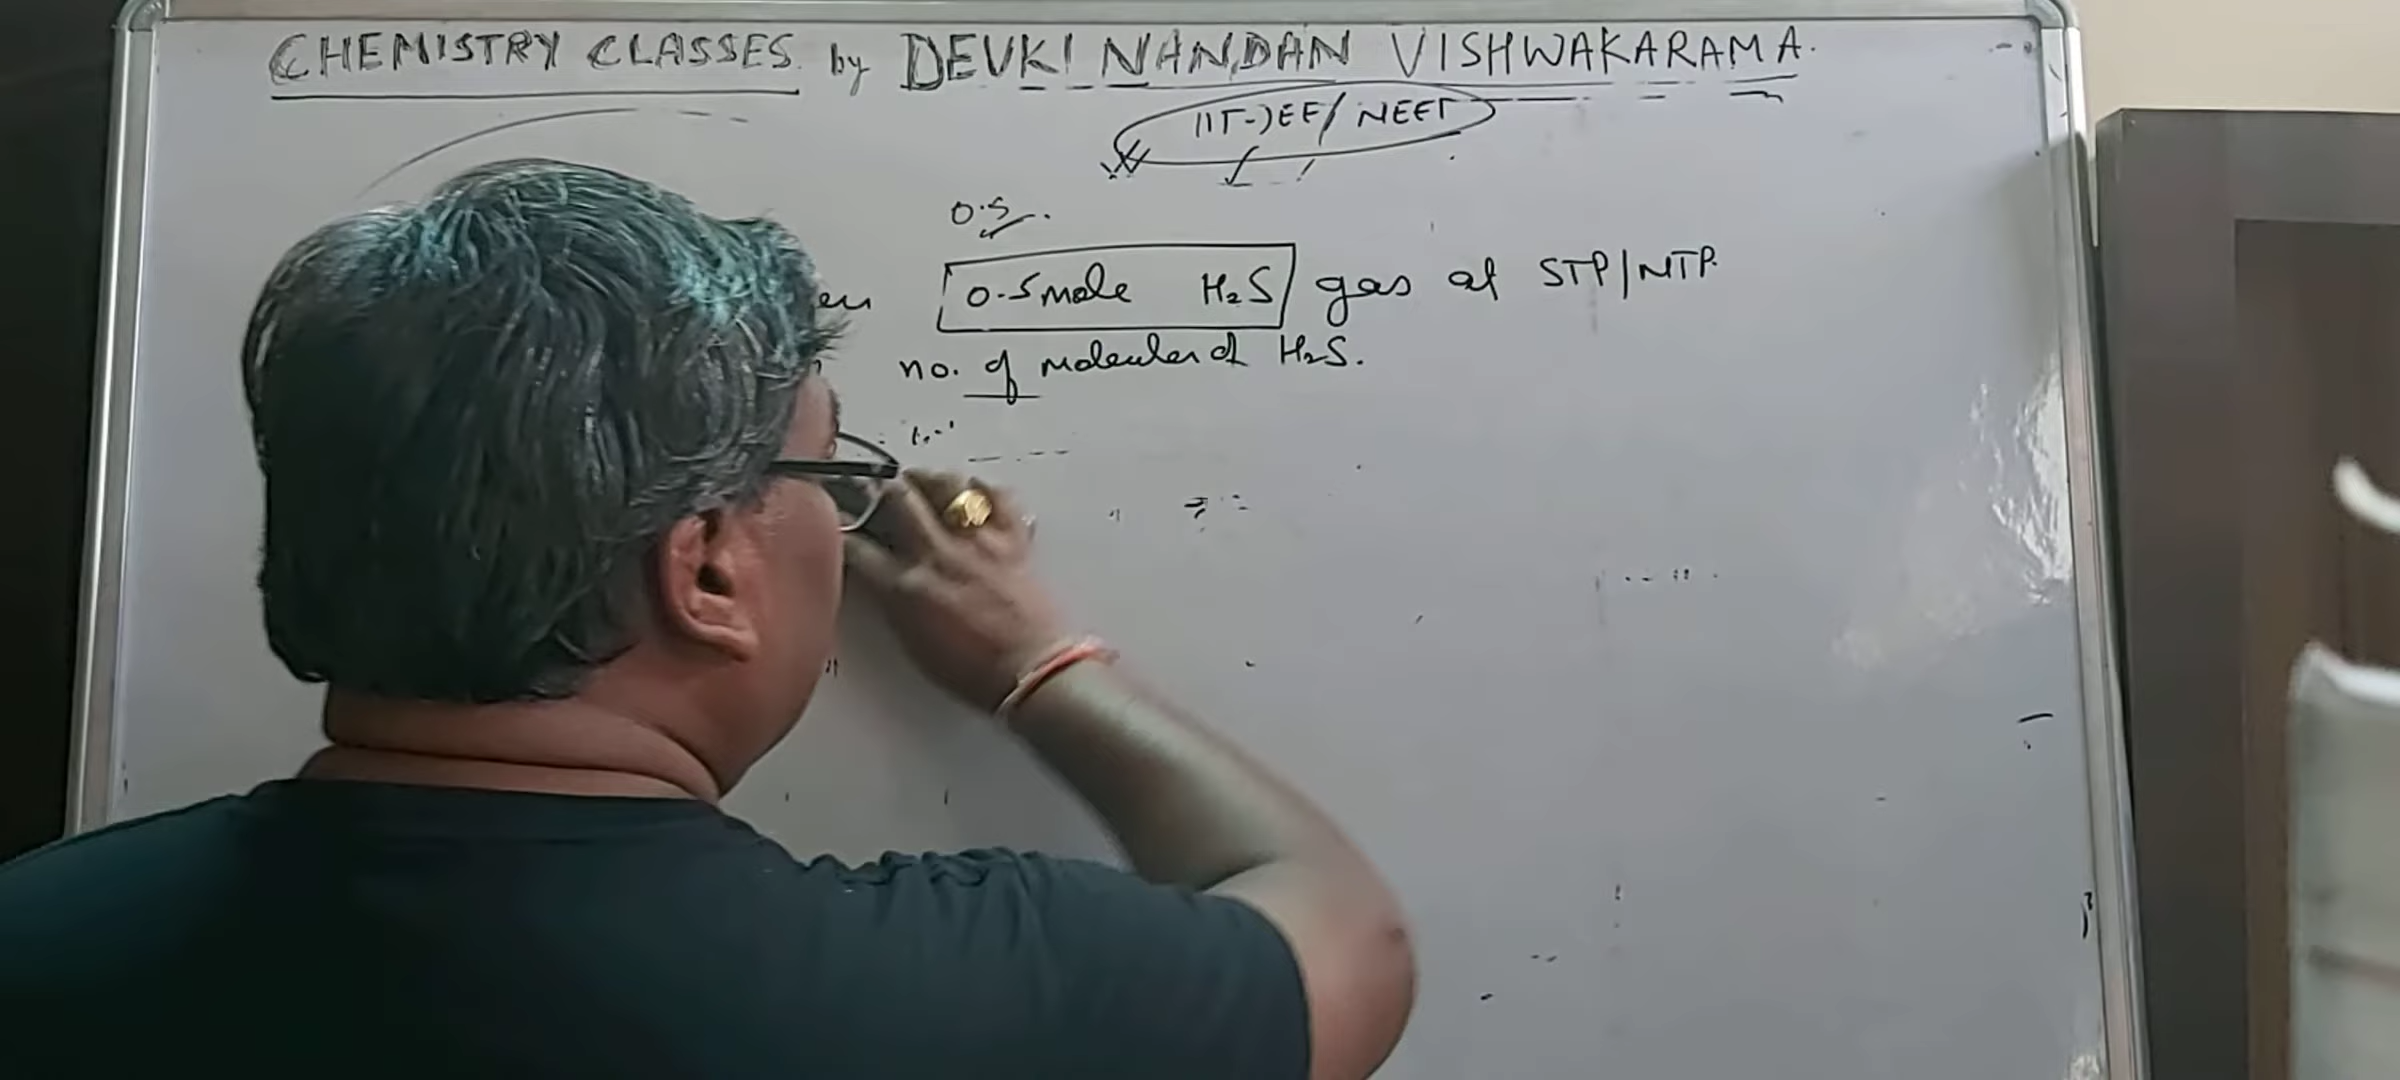 CHEMISTRY CLASSES by DEVKI NANDAN VISHWAKARAMA.
IIT-JEE/NEET
0.5
0.5 mole H2S gas at STP/NTP.
no. of molecules of H2S.